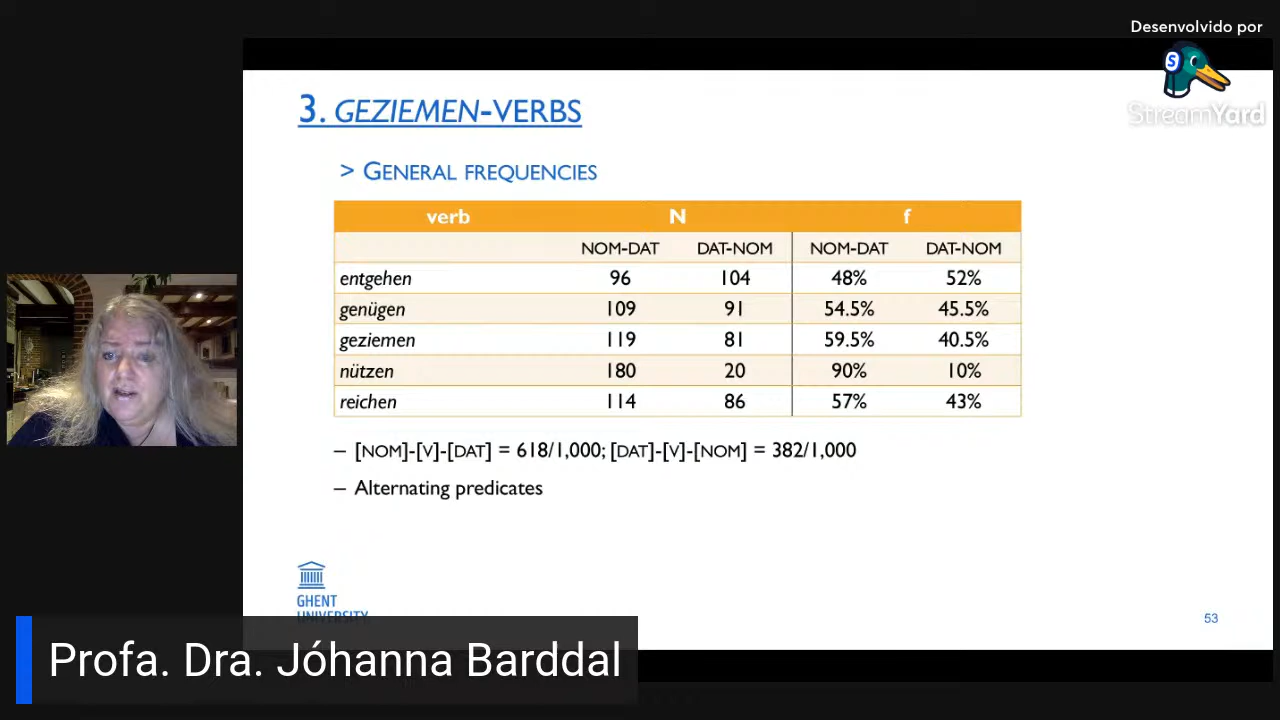 Desenvolvido por
S
StreamYard
3. GEZIEMEN-VERBS
> GENERAL FREQUENCIES
verb N f
NOM-DAT DAT-NOM NOM-DAT DAT-NOM
entgehen 96 104 48% 52%
genügen 109 91 54.5% 45.5%
geziemen 119 81 59.5% 40.5%
nützen 180 20 90% 10%
reichen 114 86 57% 43%
– [NOM]-[V]-[DAT] = 618/1,000; [DAT]-[V]-[NOM] = 382/1,000
– Alternating predicates
GHENT
UNIVERSITY
53
Profa. Dra. Jóhanna Barddal